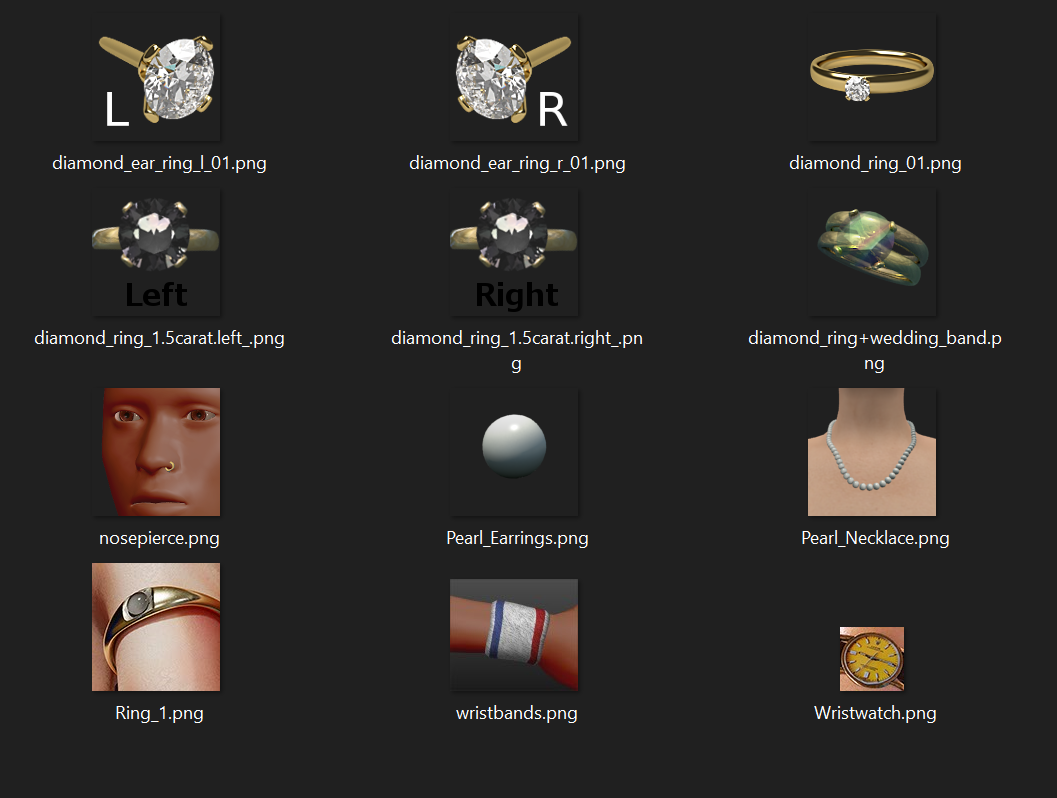 L
R
diamond_ear_ring_l_01.png
diamond_ear_ring_r_01.png
diamond_ring_01.png
Left
Right
diamond_ring_1.5carat.left_.png
diamond_ring_1.5carat.right_.pn
g
diamond_ring+wedding_band.p
ng
nosepierce.png
Pearl_Earrings.png
Pearl_Necklace.png
Ring_1.png
wristbands.png
Wristwatch.png